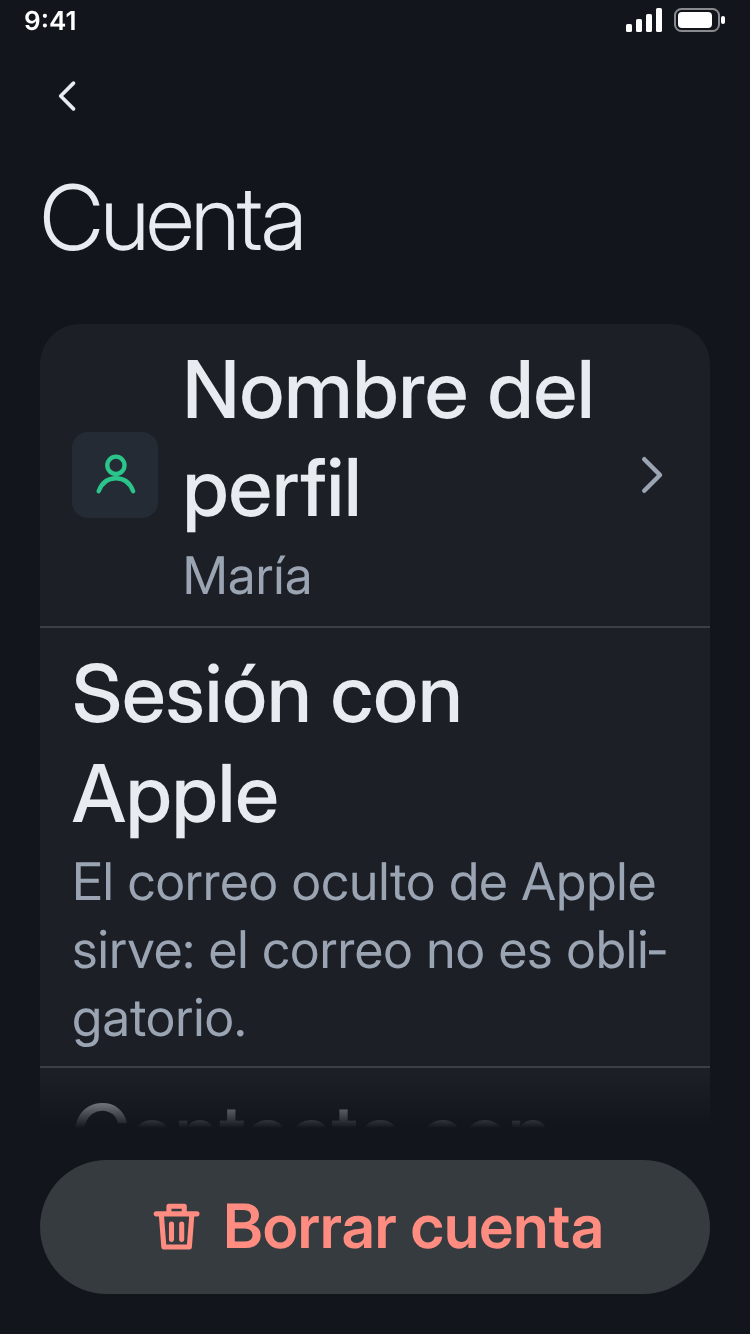 9:41
Cuenta
Nombre del
perfil
María
Sesión con
Apple
El correo oculto de Apple
sirve: el correo no es obli-
gatorio.
Borrar cuenta